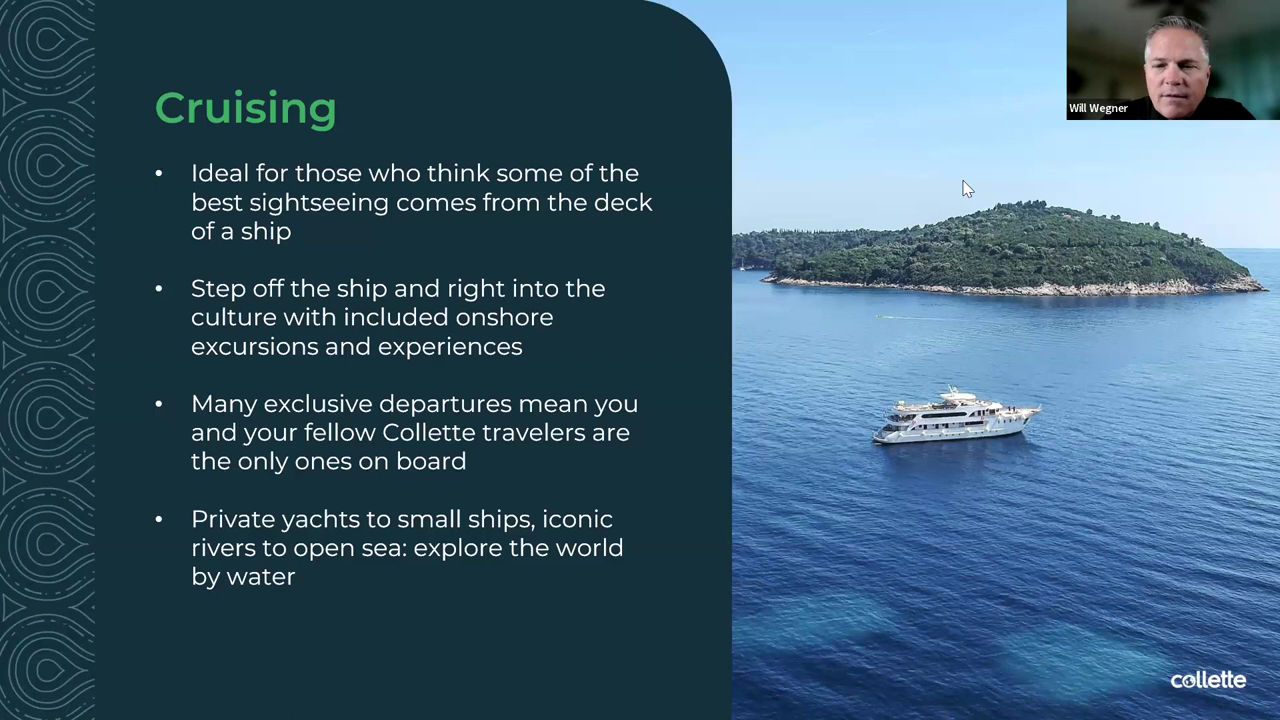 Cruising
• Ideal for those who think some of the
best sightseeing comes from the deck
of a ship
• Step off the ship and right into the
culture with included onshore
excursions and experiences
• Many exclusive departures mean you
and your fellow Collette travelers are
the only ones on board
• Private yachts to small ships, iconic
rivers to open sea: explore the world
by water
Will Wegner
collette